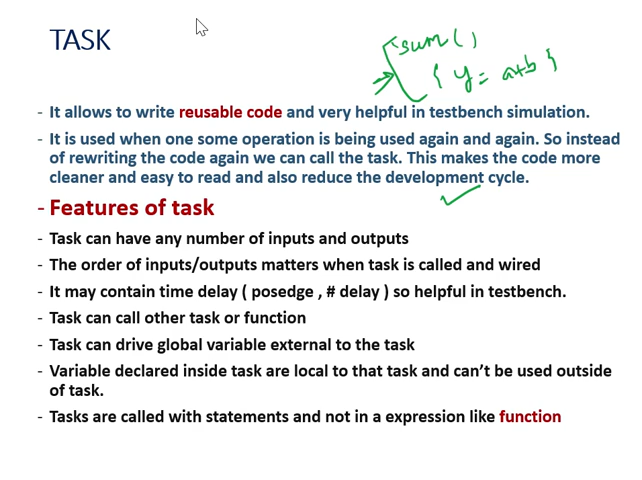 TASK
sum()
{ y = a+b }
- It allows to write reusable code and very helpful in testbench simulation.
- It is used when one some operation is being used again and again. So instead
of rewriting the code again we can call the task. This makes the code more
cleaner and easy to read and also reduce the development cycle.
- Features of task
- Task can have any number of inputs and outputs
- The order of inputs/outputs matters when task is called and wired
- It may contain time delay ( posedge , # delay ) so helpful in testbench.
- Task can call other task or function
- Task can drive global variable external to the task
- Variable declared inside task are local to that task and can't be used outside
of task.
- Tasks are called with statements and not in a expression like function